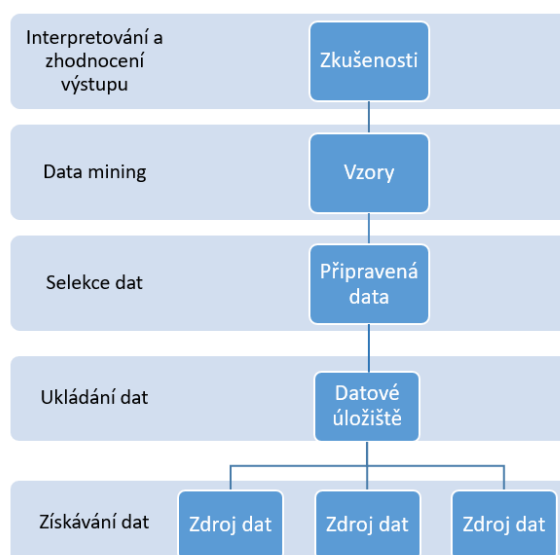 Interpretování a
zhodnocení
výstupu
Zkušenosti
Data mining
Vzory
Selekce dat
Připravená
data
Ukládání dat
Datové
úložiště
Získávání dat
Zdroj dat
Zdroj dat
Zdroj dat